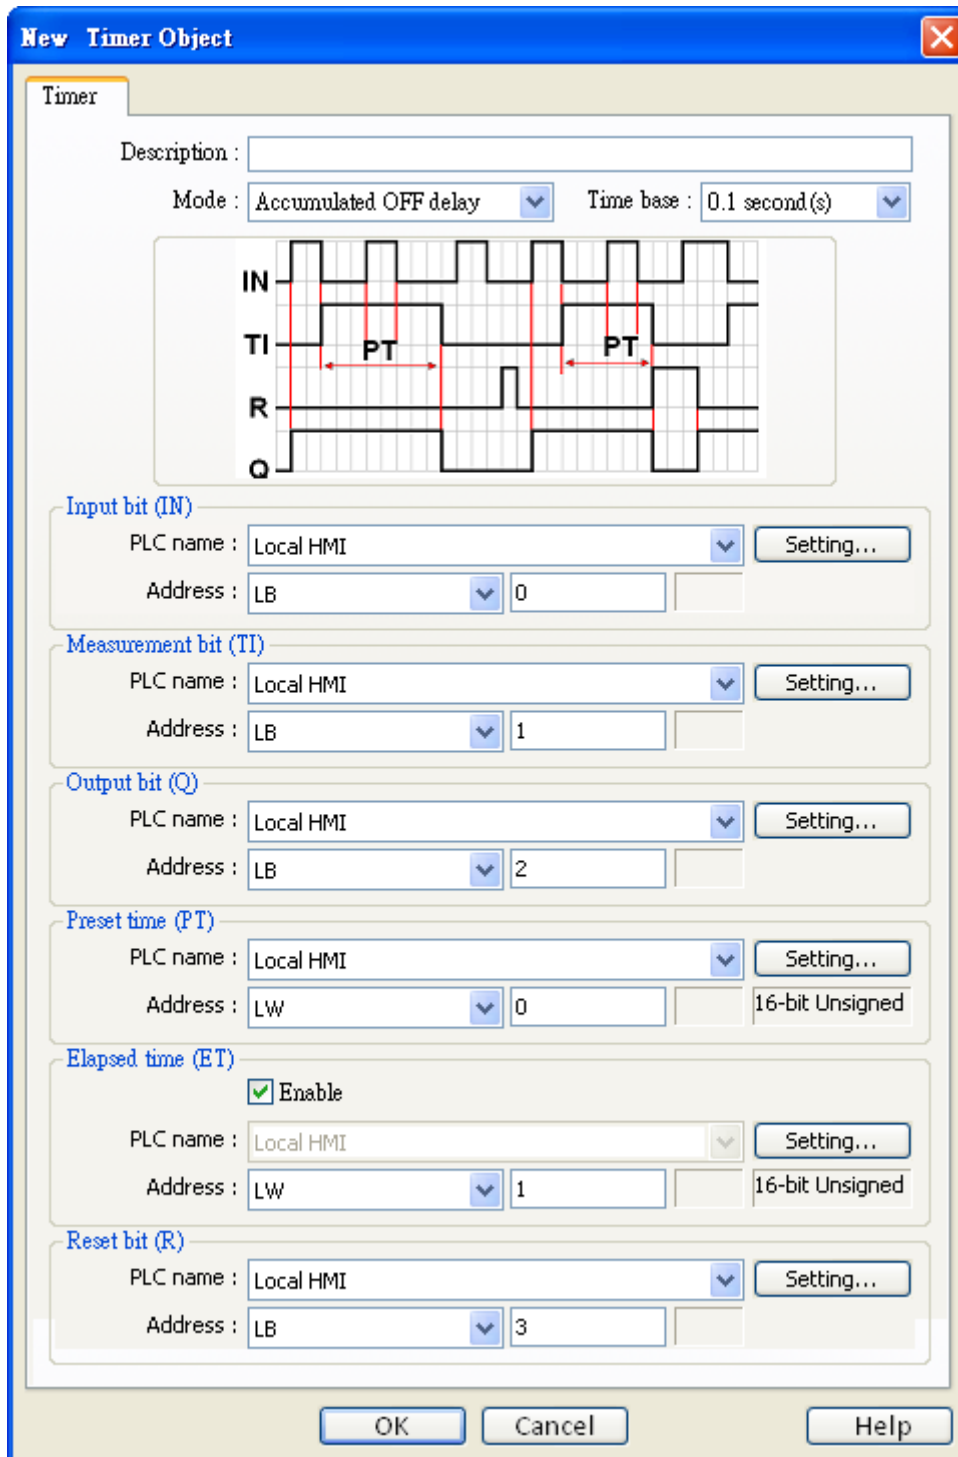 New Timer Object
Timer
Description :
Mode : Accumulated OFF delay Time base : 0.1 second(s)
IN
TI PT PT
R
Q
Input bit (IN)
PLC name : Local HMI Setting...
Address : LB 0
Measurement bit (TI)
PLC name : Local HMI Setting...
Address : LB 1
Output bit (Q)
PLC name : Local HMI Setting...
Address : LB 2
Preset time (PT)
PLC name : Local HMI Setting...
Address : LW 0 16-bit Unsigned
Elapsed time (ET)
Enable
PLC name : Local HMI Setting...
Address : LW 1 16-bit Unsigned
Reset bit (R)
PLC name : Local HMI Setting...
Address : LB 3
OK Cancel Help